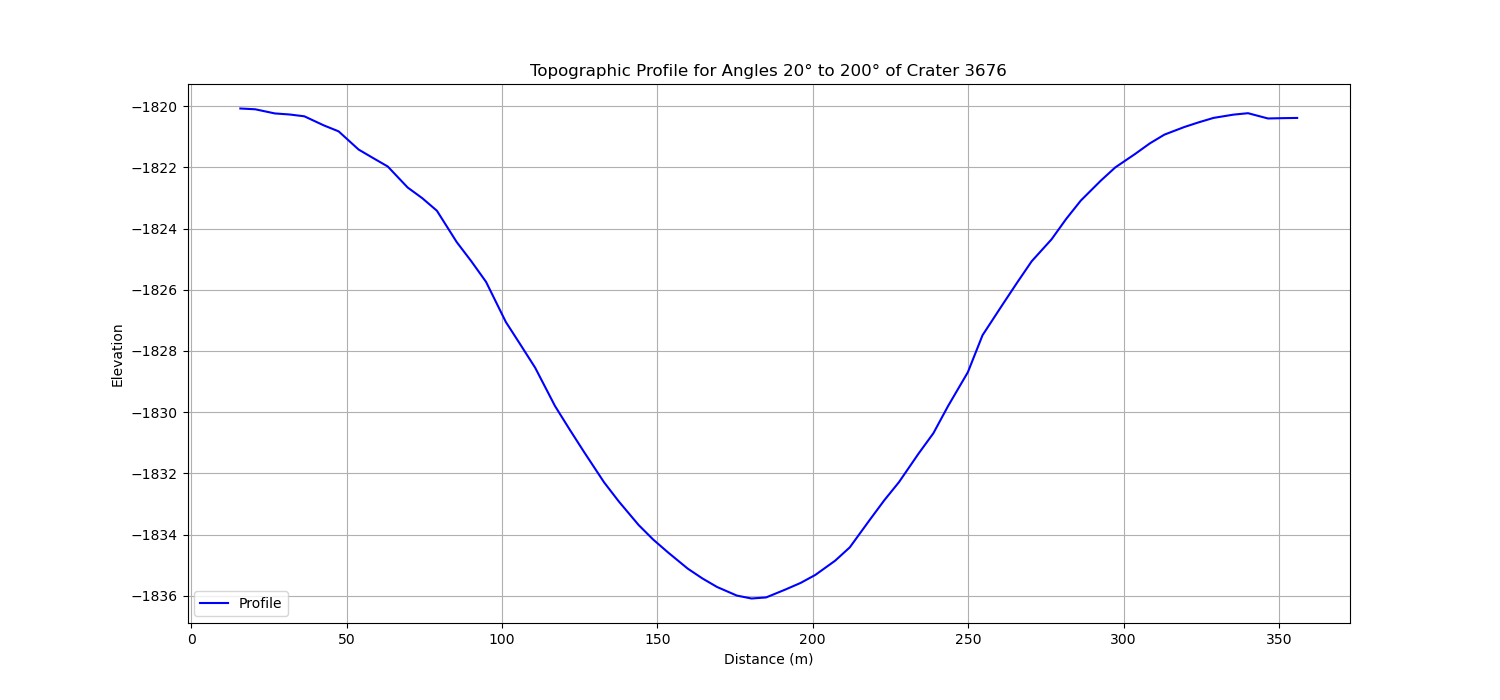 Topographic Profile for Angles 20° to 200° of Crater 3676
−1820
−1822
−1824
−1826
−1828
−1830
−1832
−1834
−1836
Elevation
Profile
0 50 100 150 200 250 300 350
Distance (m)